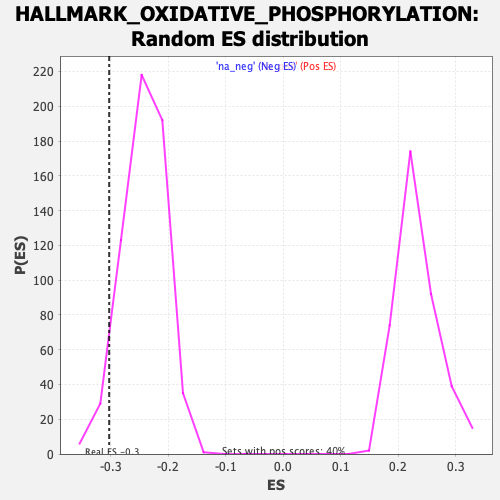 HALLMARK_OXIDATIVE_PHOSPHORYLATION:
Random ES distribution
'na_neg' (Neg ES) (Pos ES)
P(ES)
220
200
180
160
140
120
100
80
60
40
20
0
Real ES -0.3
Sets with pos scores: 40%
-0.3 -0.2 -0.1 0.0 0.1 0.2 0.3
ES